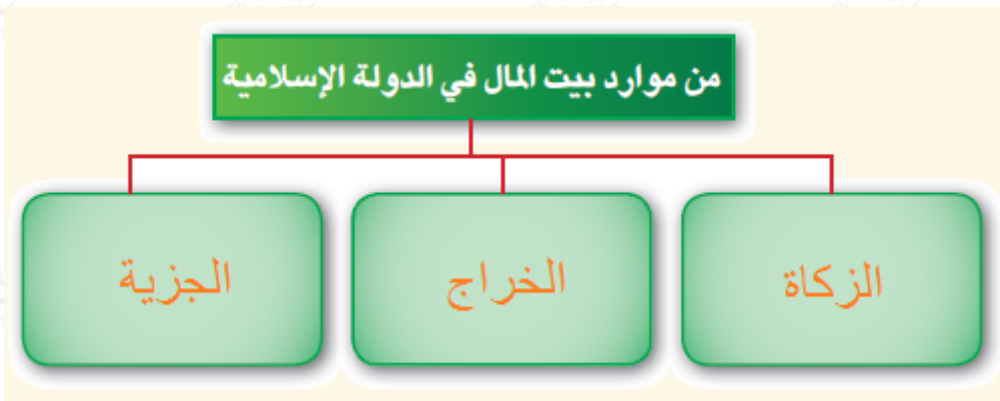 من موارد بيت المال في الدولة الإسلامية
الزكاة
الخراج
الجزية